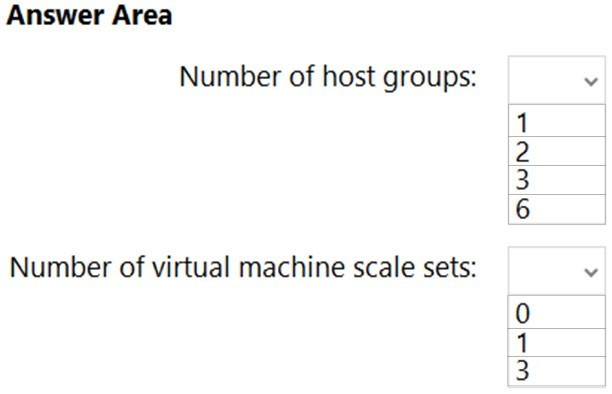 Answer Area
Number of host groups:
1
2
3
6
Number of virtual machine scale sets:
0
1
3